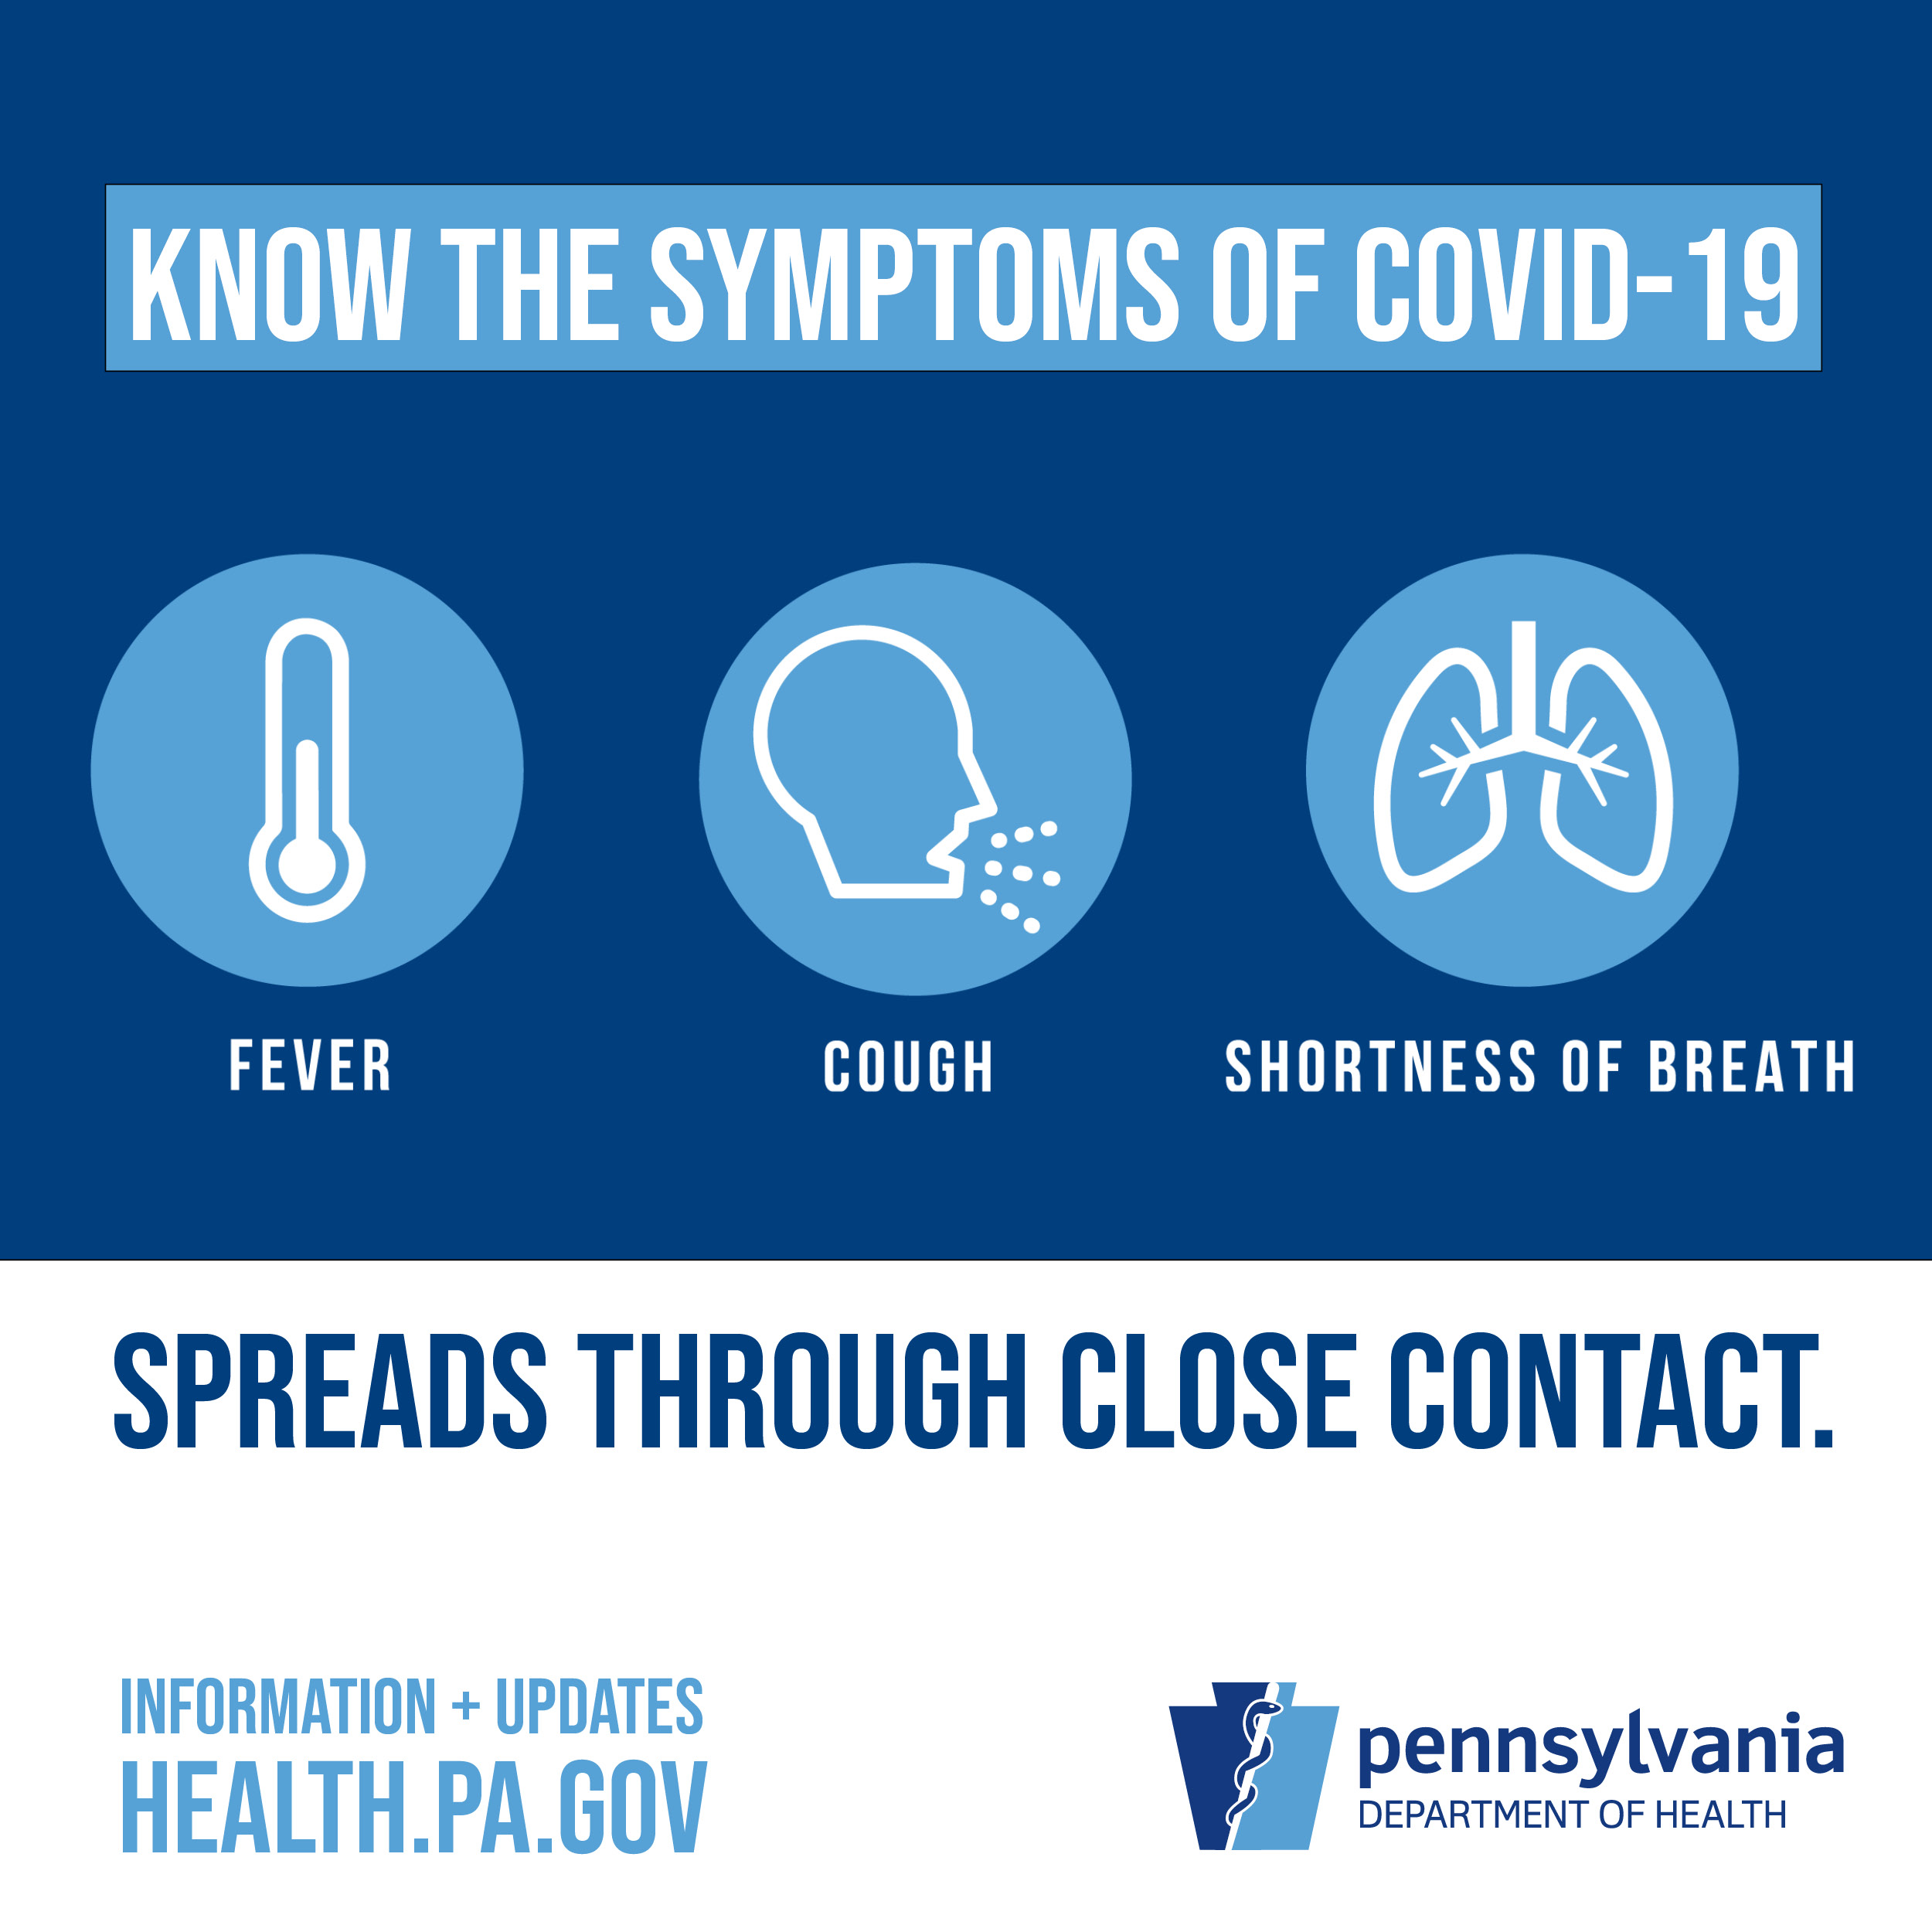 KNOW THE SYMPTOMS OF COVID-19
FEVER
COUGH
SHORTNESS OF BREATH
SPREADS THROUGH CLOSE CONTACT.
INFORMATION + UPDATES
HEALTH.PA.GOV
pennsylvania
DEPARTMENT OF HEALTH